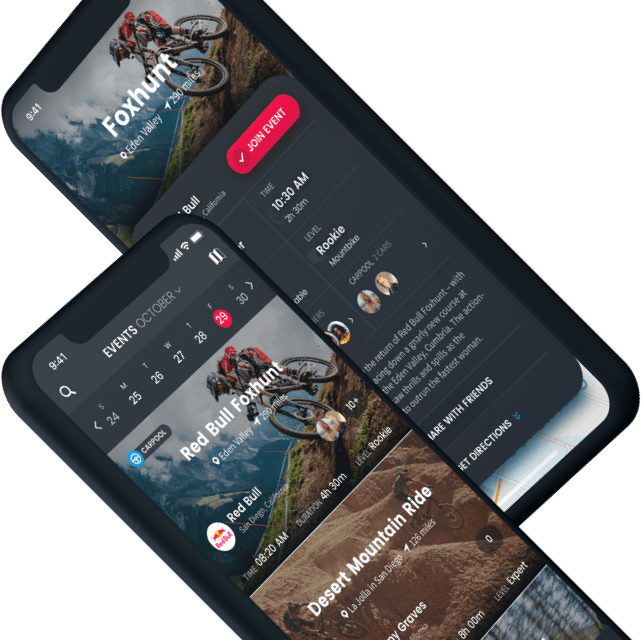 9:41
Foxhunt
Eden Valley 290 miles
JOIN EVENT
Bull
California
TIME
10:30 AM
2h 30m
LEVEL
Rookie
Mountbike
CARPOOL 2 CARS
the return of Red Bull Foxhunt – with
down a gnarly new course at
the Eden Valley, Cumbria. The action-
thrills and spills as the
to outrun the fastest woman.
SHARE WITH FRIENDS
GET DIRECTIONS
9:41
EVENTS OCTOBER
S M T W T F S
24 25 26 27 28 29 30
CARPOOL
Red Bull Foxhunt
Eden Valley 290 miles
10+
Red Bull
Red Bull
San Diego, California
TIME 08:20 AM
DURATION 4h 30m
LEVEL Rookie
Desert Mountain Ride
La Jolla in San Diego 126 miles
0
Graves
8h 00m
LEVEL Expert